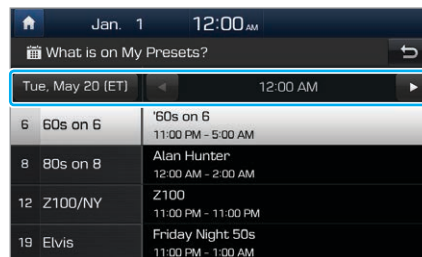 Jan. 1 12:00 AM
What is on My Presets?
Tue, May 20 (ET) 12:00 AM
6 60s on 6 '60s on 6
11:00 PM - 5:00 AM
8 80s on 8 Alan Hunter
12:00 AM - 2:00 AM
12 Z100/NY Z100
11:00 PM - 11:00 PM
19 Elvis Friday Night 50s
11:00 PM - 1:00 AM